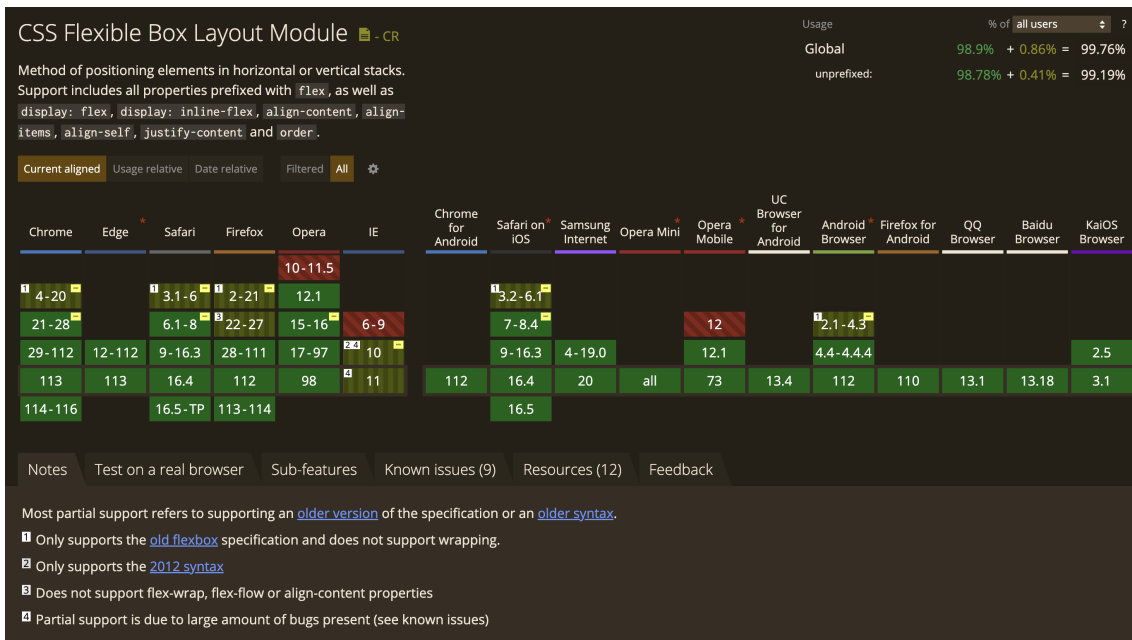 CSS Flexible Box Layout Module - CR
Usage % of all users ?
Global 98.9% + 0.86% = 99.76%
unprefixed: 98.78% + 0.41% = 99.19%
Method of positioning elements in horizontal or vertical stacks.
Support includes all properties prefixed with flex, as well as
display: flex, display: inline-flex, align-content, align-
items, align-self, justify-content and order.
Current aligned Usage relative Date relative Filtered All
Chrome Edge * Safari Firefox Opera IE Chrome for Android Safari on iOS * Samsung Internet Opera Mini * Opera Mobile * UC Browser for Android Android Browser * Firefox for Android QQ Browser Baidu Browser KaiOS Browser
10-11.5
1 4-20 1 3.1-6 1 2-21 12.1 1 3.2-6.1
21-28 6.1-8 3 22-27 15-16 6-9 7-8.4 12 1 2.1-4.3
29-112 12-112 9-16.3 28-111 17-97 2 4 10 9-16.3 4-19.0 12.1 4.4-4.4.4 2.5
113 113 16.4 112 98 4 11 112 16.4 20 all 73 13.4 112 110 13.1 13.18 3.1
114-116 16.5-TP 113-114 16.5
Notes Test on a real browser Sub-features Known issues (9) Resources (12) Feedback
Most partial support refers to supporting an older version of the specification or an older syntax.
1 Only supports the old flexbox specification and does not support wrapping.
2 Only supports the 2012 syntax
3 Does not support flex-wrap, flex-flow or align-content properties
4 Partial support is due to large amount of bugs present (see known issues)